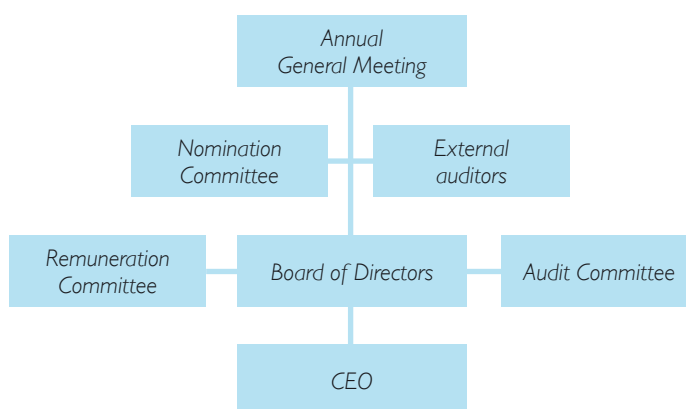 Annual
General Meeting
Nomination
Committee
External
auditors
Remuneration
Committee
Board of Directors
Audit Committee
CEO